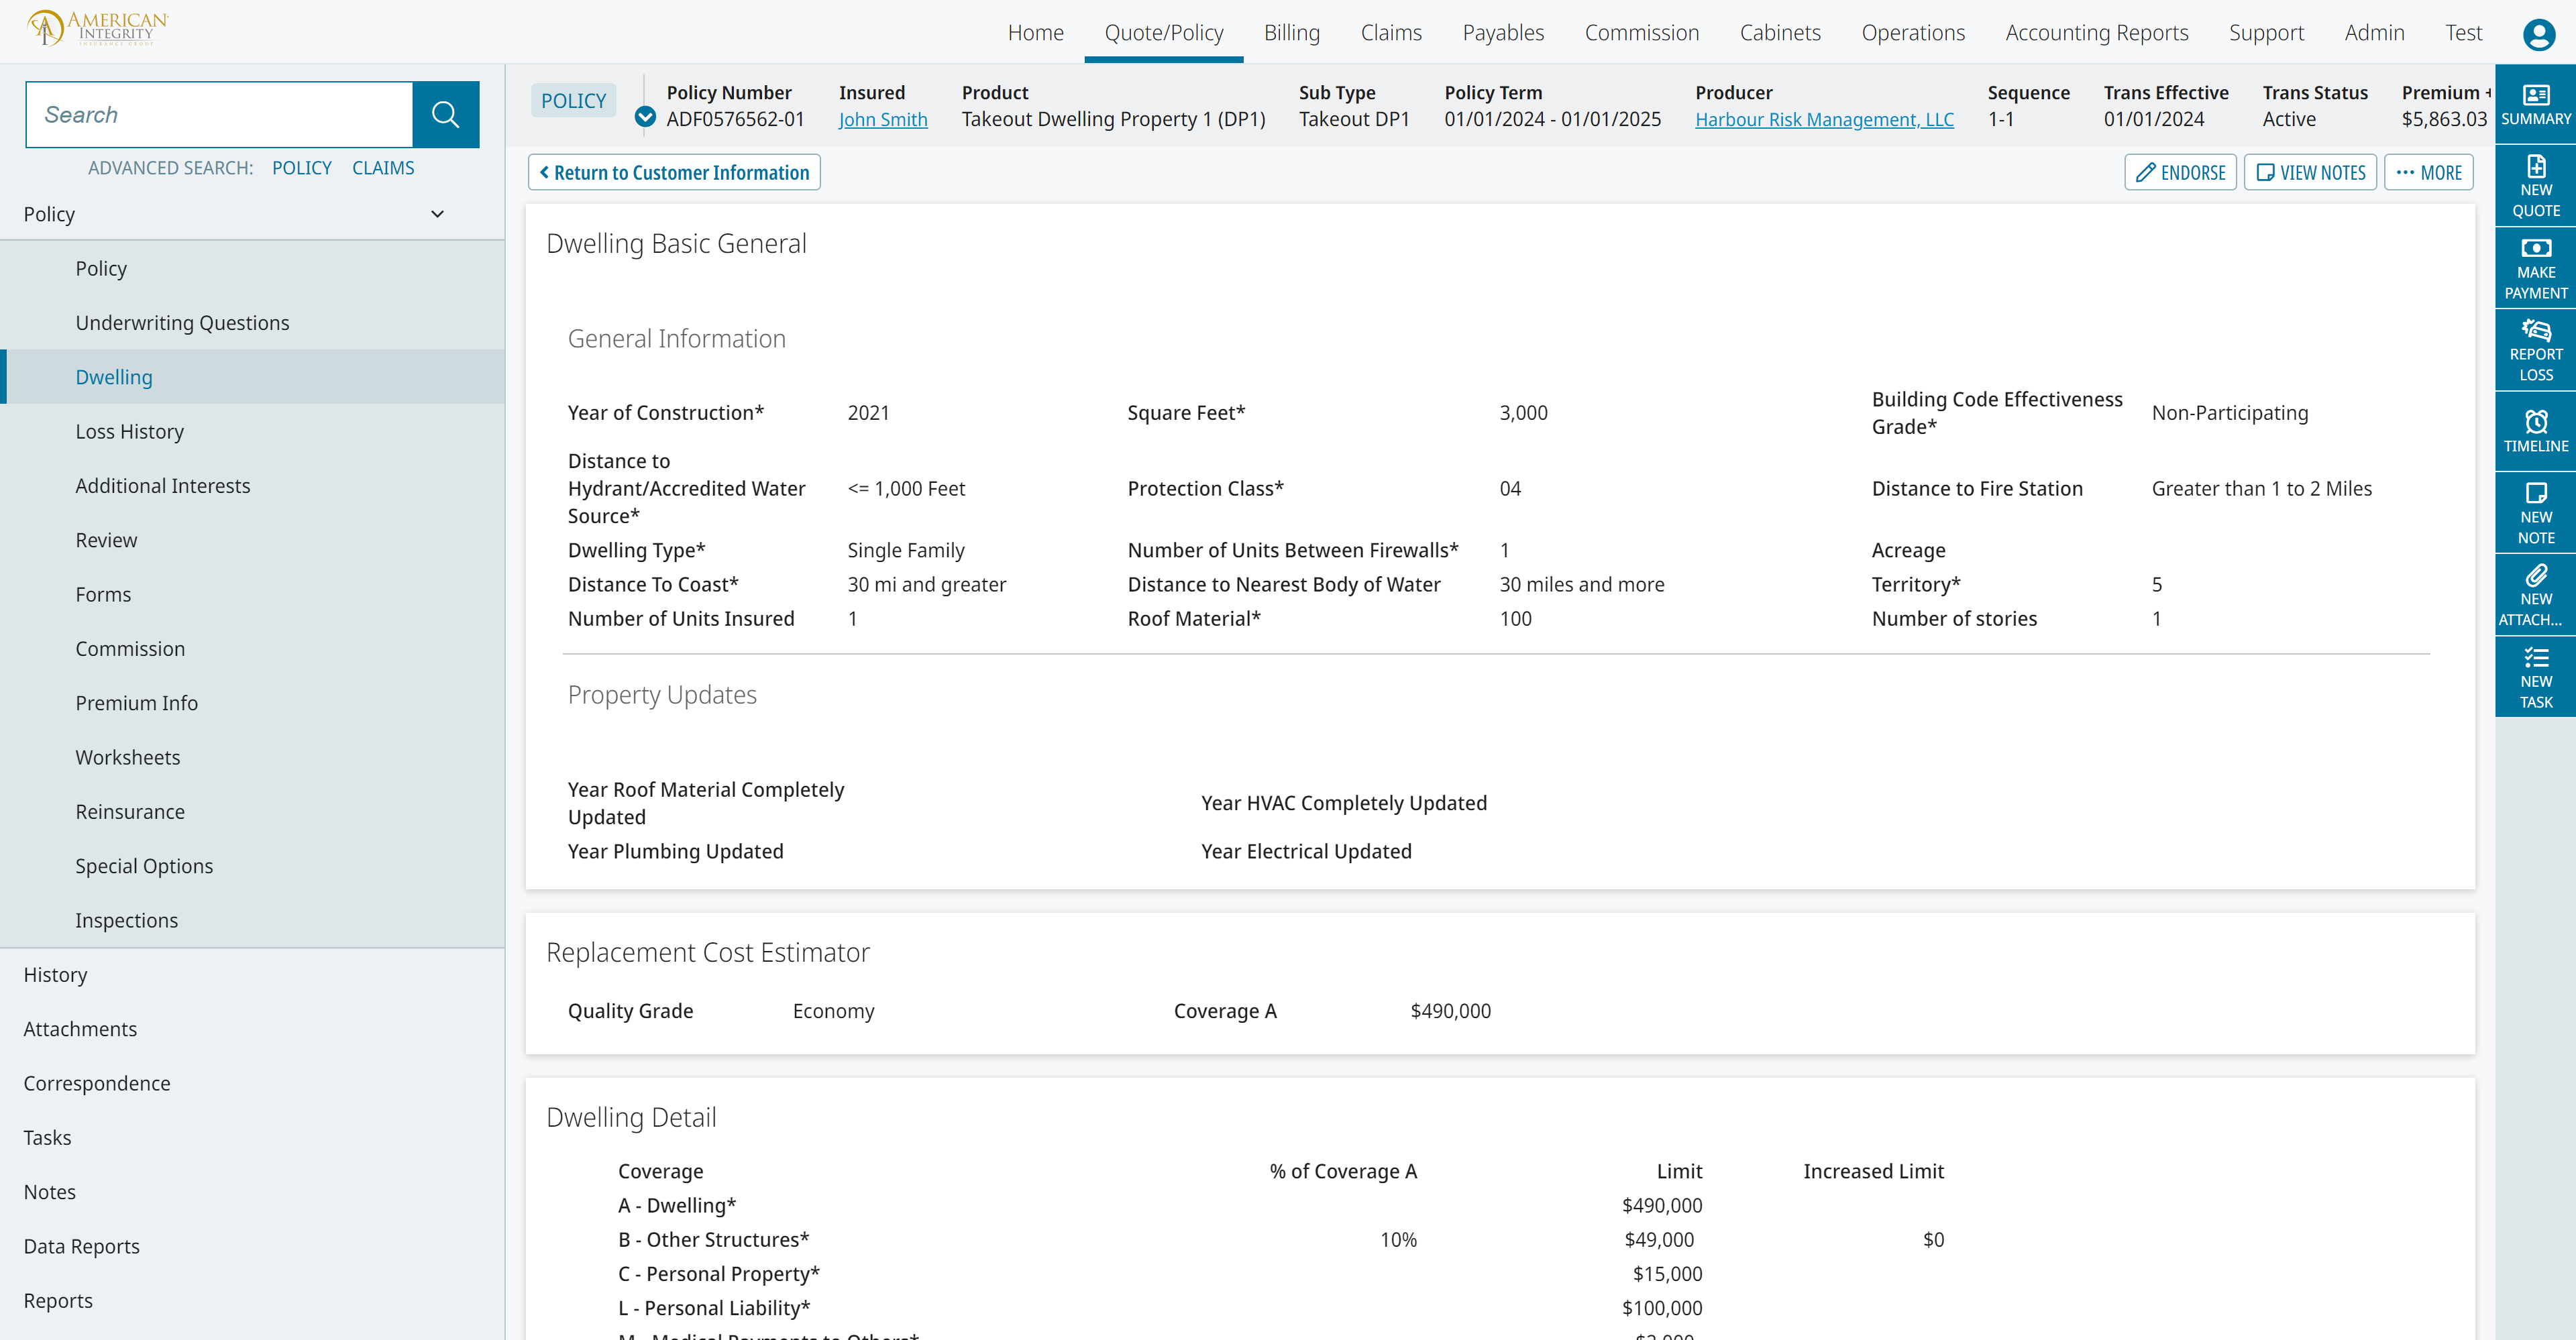 AMERICAN
INTEGRITY
INSURANCE GROUP
Home Quote/Policy Billing Claims Payables Commission Cabinets Operations Accounting Reports Support Admin Test
Search
ADVANCED SEARCH: POLICY CLAIMS
Policy
Policy
Underwriting Questions
Dwelling
Loss History
Additional Interests
Review
Forms
Commission
Premium Info
Worksheets
Reinsurance
Special Options
Inspections
History
Attachments
Correspondence
Tasks
Notes
Data Reports
Reports
POLICY
Policy Number Insured Product Sub Type Policy Term Producer Sequence Trans Effective Trans Status Premium +
ADF0576562-01 John Smith Takeout Dwelling Property 1 (DP1) Takeout DP1 01/01/2024 - 01/01/2025 Harbour Risk Management, LLC 1-1 01/01/2024 Active $5,863.03
Return to Customer Information
ENDORSE VIEW NOTES ··· MORE
Dwelling Basic General
General Information
Year of Construction* 2021 Square Feet* 3,000 Building Code Effectiveness
Grade* Non-Participating
Distance to
Hydrant/Accredited Water
Source* <= 1,000 Feet Protection Class* 04 Distance to Fire Station Greater than 1 to 2 Miles
Dwelling Type* Single Family Number of Units Between Firewalls* 1 Acreage
Distance To Coast* 30 mi and greater Distance to Nearest Body of Water 30 miles and more Territory* 5
Number of Units Insured 1 Roof Material* 100 Number of stories 1
Property Updates
Year Roof Material Completely
Updated Year HVAC Completely Updated
Year Plumbing Updated Year Electrical Updated
Replacement Cost Estimator
Quality Grade Economy Coverage A $490,000
Dwelling Detail
Coverage % of Coverage A Limit Increased Limit
A - Dwelling* $490,000
B - Other Structures* 10% $49,000 $0
C - Personal Property* $15,000
L - Personal Liability* $100,000
M - Medical Payments to Others*
SUMMARY
NEW
QUOTE
MAKE
PAYMENT
REPORT
LOSS
TIMELINE
NEW
NOTE
NEW
ATTACH...
NEW
TASK